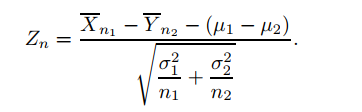 Z_n = \frac{\overline{X}_{n_1} - \overline{Y}_{n_2} - (\mu_1 - \mu_2)}{\sqrt{\frac{\sigma_1^2}{n_1} + \frac{\sigma_2^2}{n_2}}}.